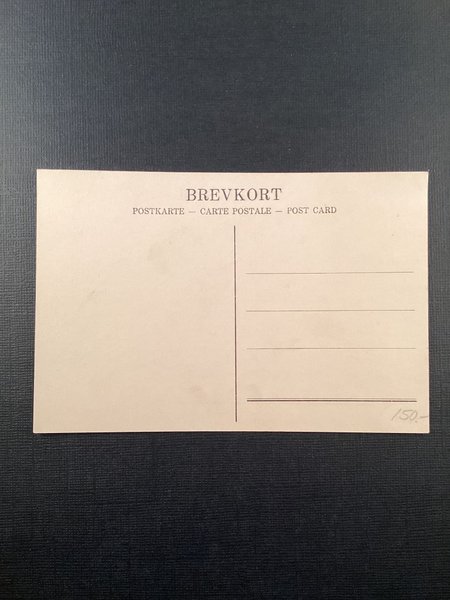 BREVKORT
POSTKARTE — CARTE POSTALE — POST CARD
150.-